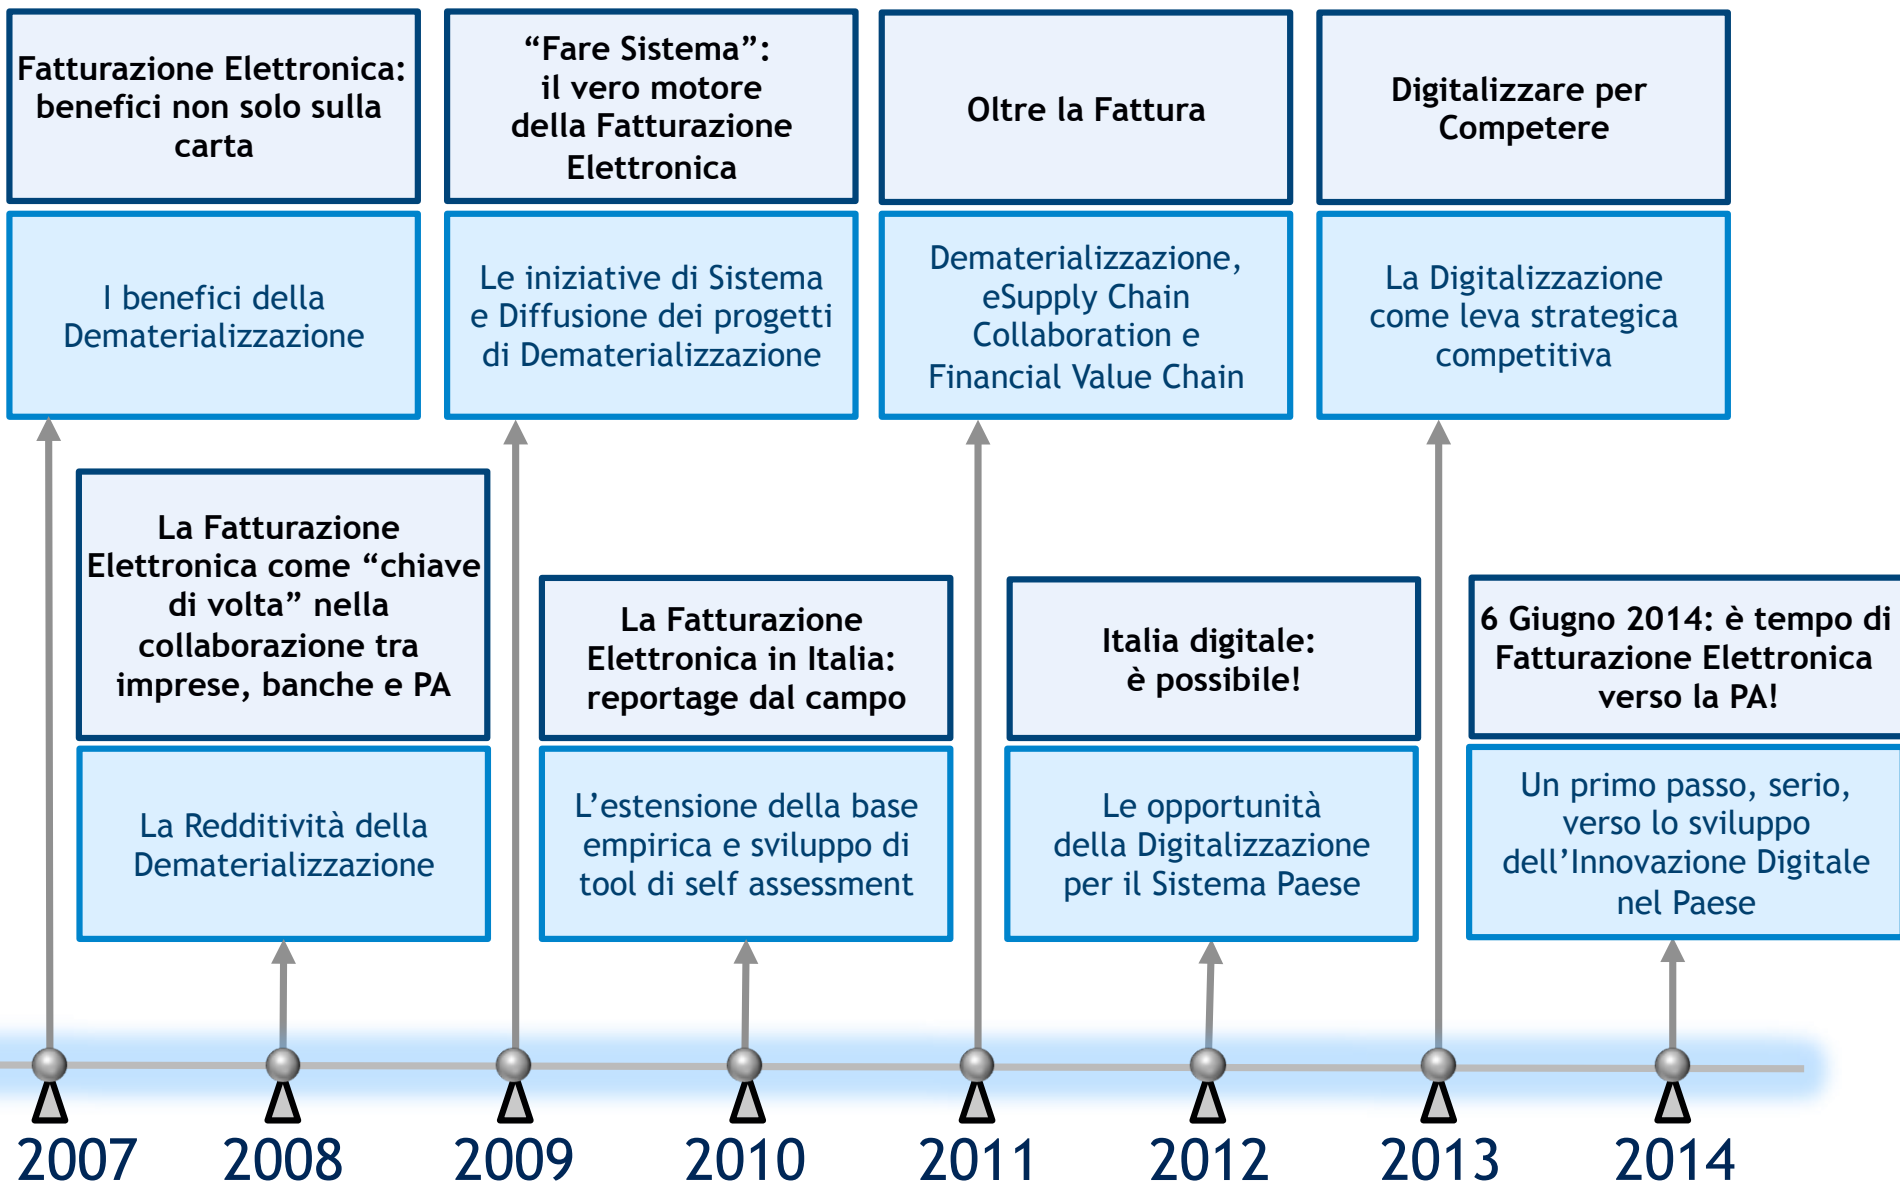 Fatturazione Elettronica:
benefici non solo sulla
carta
I benefici della
Dematerializzazione
“Fare Sistema”:
il vero motore
della Fatturazione
Elettronica
Le iniziative di Sistema
e Diffusione dei progetti
di Dematerializzazione
Oltre la Fattura
Dematerializzazione,
eSupply Chain
Collaboration e
Financial Value Chain
Digitalizzare per
Competere
La Digitalizzazione
come leva strategica
competitiva
La Fatturazione
Elettronica come “chiave
di volta” nella
collaborazione tra
imprese, banche e PA
La Redditività della
Dematerializzazione
La Fatturazione
Elettronica in Italia:
reportage dal campo
L’estensione della base
empirica e sviluppo di
tool di self assessment
Italia digitale:
è possibile!
Le opportunità
della Digitalizzazione
per il Sistema Paese
6 Giugno 2014: è tempo di
Fatturazione Elettronica
verso la PA!
Un primo passo, serio,
verso lo sviluppo
dell’Innovazione Digitale
nel Paese
2007 2008 2009 2010 2011 2012 2013 2014